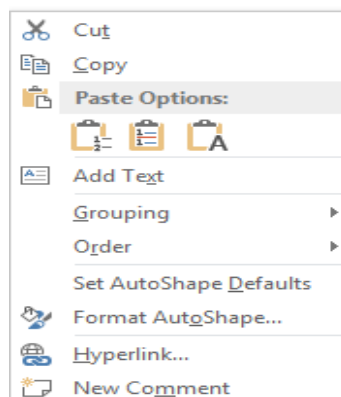 Cut
Copy
Paste Options:
Add Text
Grouping
Order
Set AutoShape Defaults
Format AutoShape...
Hyperlink...
New Comment